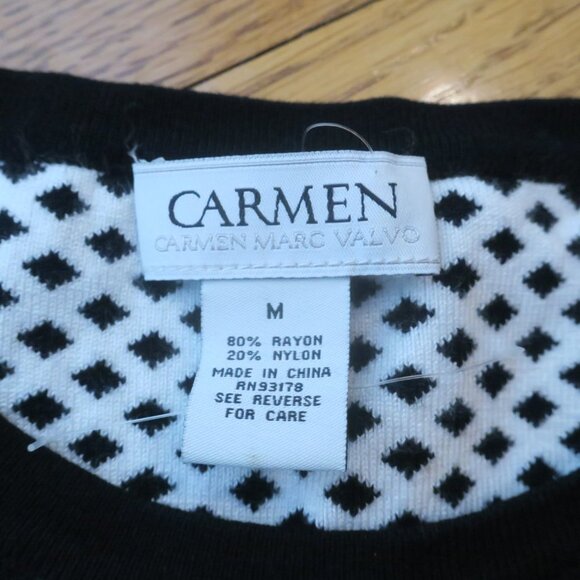 CARMEN
CARMEN MARC VALVO
M
80% RAYON
20% NYLON
MADE IN CHINA
RN93178
SEE REVERSE
FOR CARE